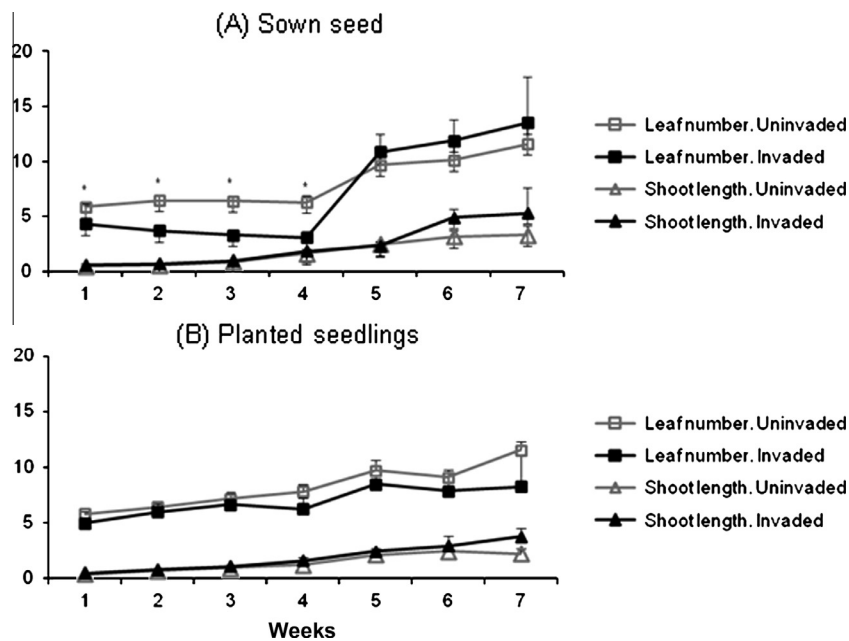 (A) Sown seed
20
15
10
5
0
* * * *
1 2 3 4 5 6 7
Leaf number. Uninvaded
Leaf number. Invaded
Shoot length. Uninvaded
Shoot length. Invaded
(B) Planted seedlings
20
15
10
5
0
1 2 3 4 5 6 7
Weeks
Leaf number. Uninvaded
Leaf number. Invaded
Shoot length. Uninvaded
Shoot length. Invaded